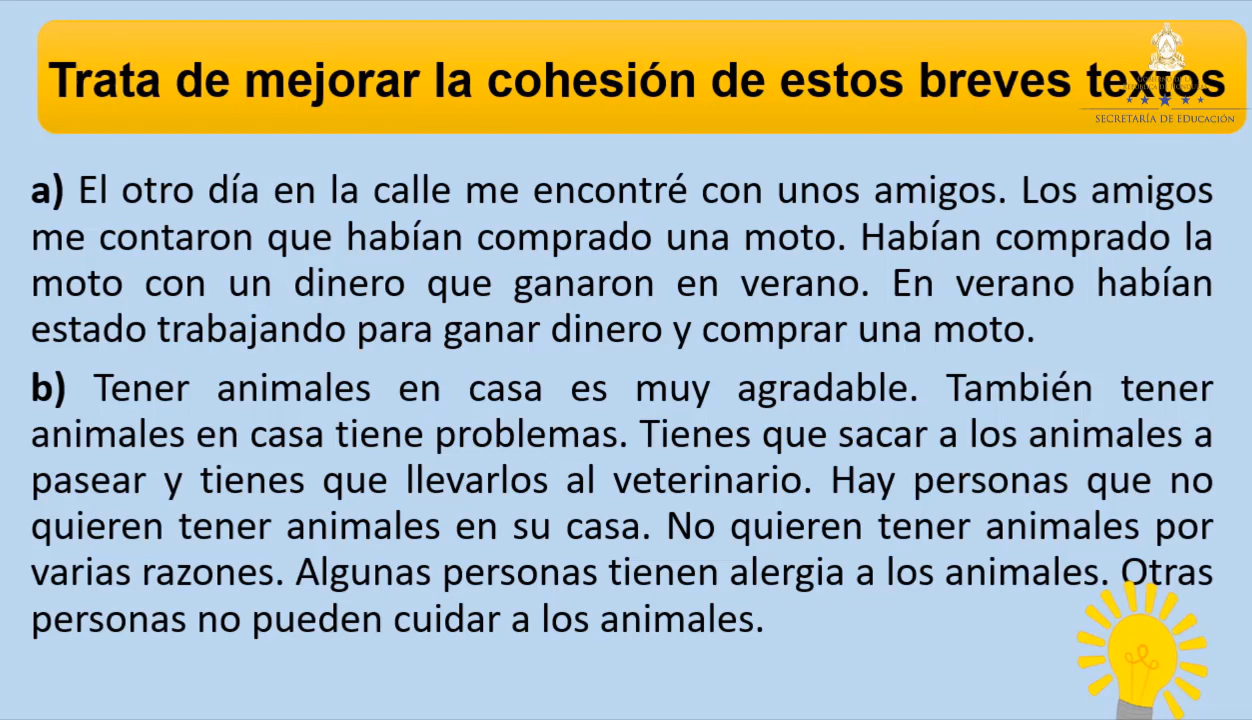 Trata de mejorar la cohesión de estos breves textos
SECRETARÍA DE EDUCACIÓN
a) El otro día en la calle me encontré con unos amigos. Los amigos
me contaron que habían comprado una moto. Habían comprado la
moto con un dinero que ganaron en verano. En verano habían
estado trabajando para ganar dinero y comprar una moto.
b) Tener animales en casa es muy agradable. También tener
animales en casa tiene problemas. Tienes que sacar a los animales a
pasear y tienes que llevarlos al veterinario. Hay personas que no
quieren tener animales en su casa. No quieren tener animales por
varias razones. Algunas personas tienen alergia a los animales. Otras
personas no pueden cuidar a los animales.